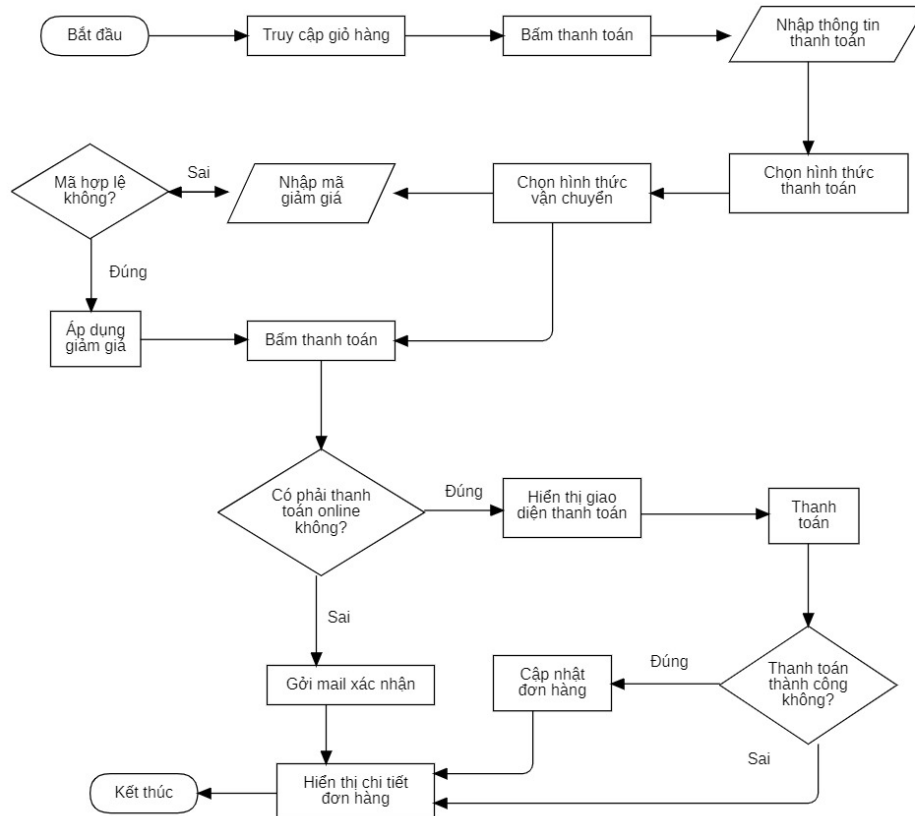 Bắt đầu
Truy cập giỏ hàng
Bấm thanh toán
Nhập thông tin
thanh toán
Mã hợp lệ
không?
Sai
Nhập mã
giảm giá
Chọn hình thức
vận chuyển
Chọn hình thức
thanh toán
Đúng
Áp dụng
giảm giá
Bấm thanh toán
Có phải thanh
toán online
không?
Đúng
Hiển thị giao
diện thanh toán
Thanh
toán
Sai
Gởi mail xác nhận
Cập nhật
đơn hàng
Đúng
Thanh toán
thành công
không?
Sai
Kết thúc
Hiển thị chi tiết
đơn hàng